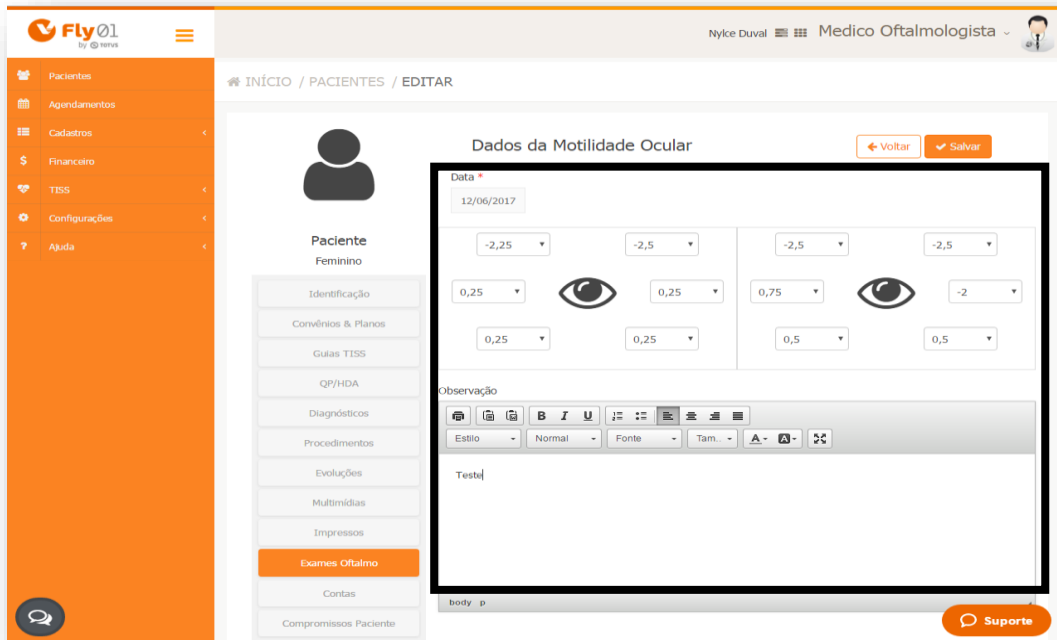 Fly01
by totvs
Nylce Duval Medico Oftalmologista
Pacientes
Agendamentos
Cadastros
Financeiro
TISS
Configurações
Ajuda
INÍCIO / PACIENTES / EDITAR
Paciente
Feminino
Identificação
Convênios & Planos
Guias TISS
QP/HDA
Diagnósticos
Procedimentos
Evoluções
Multimídias
Impressos
Exames Oftalmo
Contas
Compromissos Paciente
Dados da Motilidade Ocular
Voltar
Salvar
Data *
12/06/2017
-2,25 -2,5 -2,5 -2,5
0,25 0,25 0,75 -2
0,25 0,25 0,5 0,5
Observação
B I U
Estilo Normal Fonte Tam.. A A
Teste
body p
Suporte